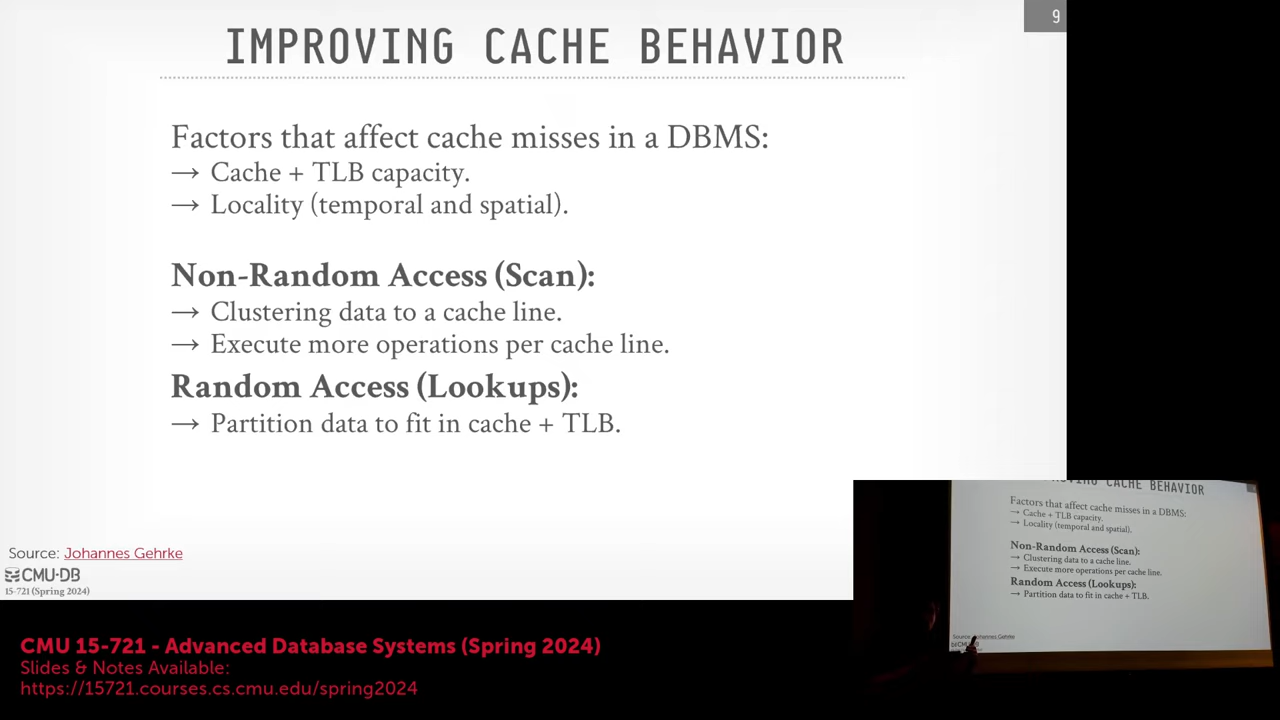 9
IMPROVING CACHE BEHAVIOR
Factors that affect cache misses in a DBMS:
→ Cache + TLB capacity.
→ Locality (temporal and spatial).
Non-Random Access (Scan):
→ Clustering data to a cache line.
→ Execute more operations per cache line.
Random Access (Lookups):
→ Partition data to fit in cache + TLB.
Source: Johannes Gehrke
CMU·DB
15-721 (Spring 2024)
CACHE BEHAVIOR
Factors that affect cache misses in a DBMS:
→ Cache + TLB capacity.
→ Locality (temporal and spatial).
Non-Random Access (Scan):
→ Clustering data to a cache line.
→ Execute more operations per cache line.
Random Access (Lookups):
→ Partition data to fit in cache + TLB.
Source: Johannes Gehrke
CMU 15-721 - Advanced Database Systems (Spring 2024)
Slides & Notes Available:
https://15721.courses.cs.cmu.edu/spring2024